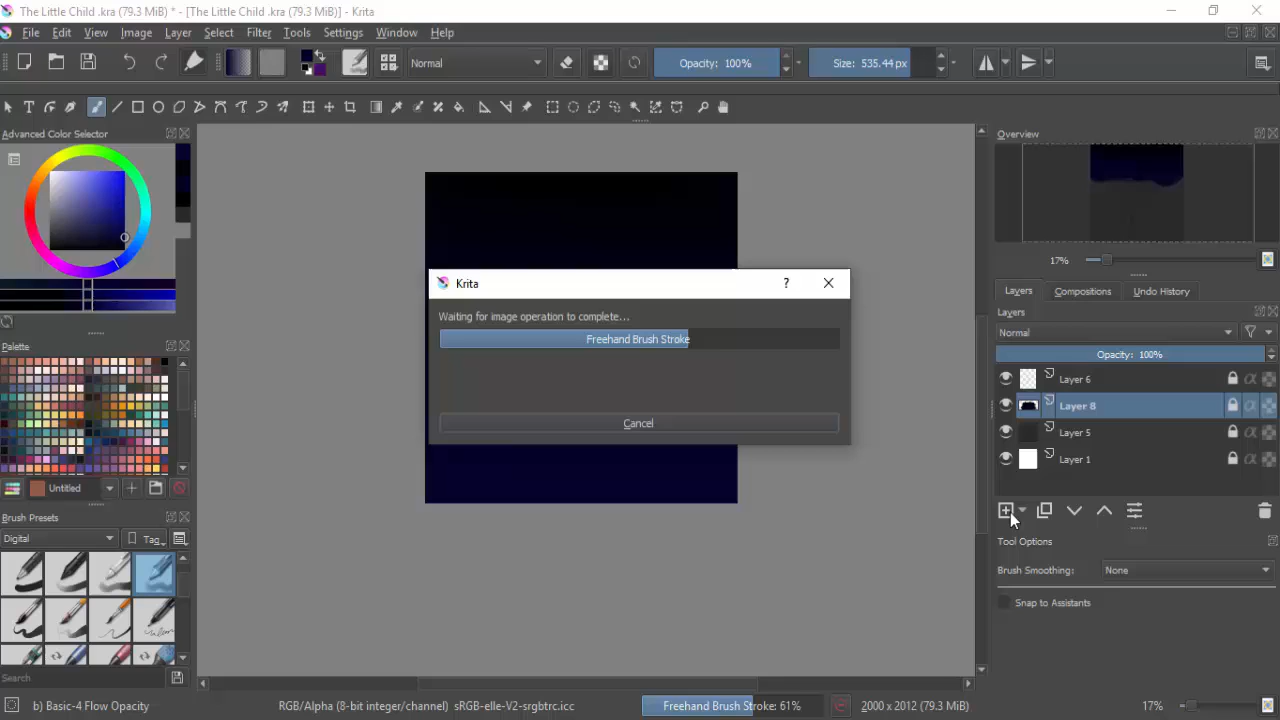 The Little Child .kra (79.3 MiB) * - [The Little Child .kra (79.3 MiB)] - Krita
File Edit View Image Layer Select Filter Tools Settings Window Help
Normal Opacity: 100% Size: 535.44 px
Advanced Color Selector
Overview
17%
Layers Compositions Undo History
Layers
Normal
Opacity: 100%
Layer 6
Layer 8
Layer 5
Layer 1
Krita ?
Waiting for image operation to complete...
Freehand Brush Stroke
Cancel
Palette
Untitled
Brush Presets
Digital Tag
Search
Tool Options
Brush Smoothing: None
Snap to Assistants
b) Basic-4 Flow Opacity RGB/Alpha (8-bit integer/channel) sRGB-elle-V2-srgbtrc.icc Freehand Brush Stroke: 61% 2000 x 2012 (79.3 MiB) 17%